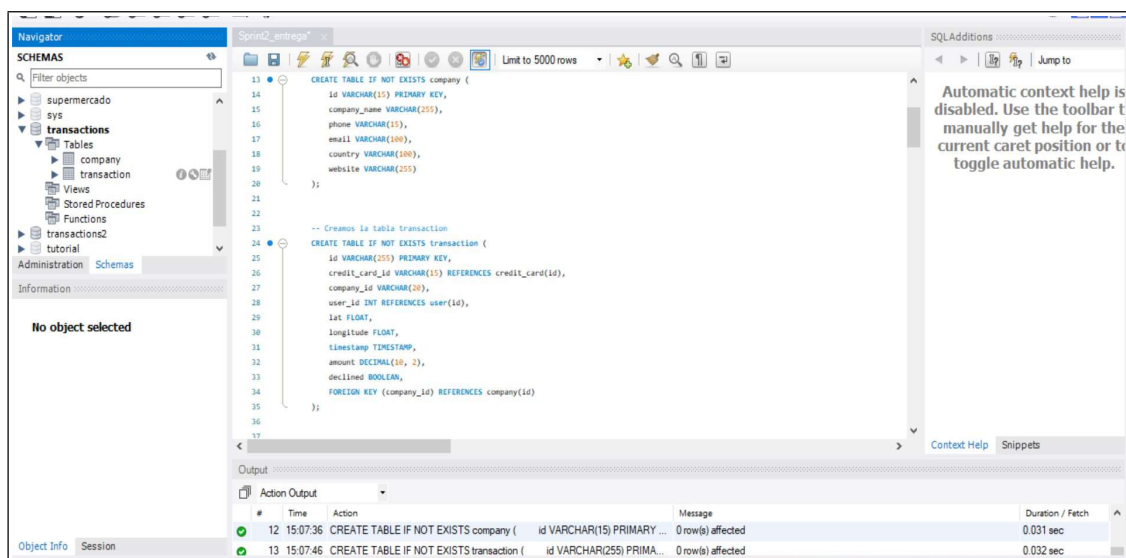 Navigator
SCHEMAS
Filter objects
supermercado
sys
transactions
Tables
company
transaction
Views
Stored Procedures
Functions
transactions2
tutorial
Administration Schemas
Information
No object selected
Object Info Session
Sprint2_entrega*
Limit to 5000 rows
13 CREATE TABLE IF NOT EXISTS company (
14 id VARCHAR(15) PRIMARY KEY,
15 company_name VARCHAR(255),
16 phone VARCHAR(15),
17 email VARCHAR(100),
18 country VARCHAR(100),
19 website VARCHAR(255)
20 );
21
22
23 -- Creamos la tabla transaction
24 CREATE TABLE IF NOT EXISTS transaction (
25 id VARCHAR(255) PRIMARY KEY,
26 credit_card_id VARCHAR(15) REFERENCES credit_card(id),
27 company_id VARCHAR(20),
28 user_id INT REFERENCES user(id),
29 lat FLOAT,
30 longitude FLOAT,
31 timestamp TIMESTAMP,
32 amount DECIMAL(10, 2),
33 declined BOOLEAN,
34 FOREIGN KEY (company_id) REFERENCES company(id)
35 );
36
37
SQLAdditions
Jump to
Automatic context help is
disabled. Use the toolbar t
manually get help for the
current caret position or to
toggle automatic help.
Context Help Snippets
Output
Action Output
# Time Action Message Duration / Fetch
12 15:07:36 CREATE TABLE IF NOT EXISTS company ( id VARCHAR(15) PRIMARY ... 0 row(s) affected 0.031 sec
13 15:07:46 CREATE TABLE IF NOT EXISTS transaction ( id VARCHAR(255) PRIMA... 0 row(s) affected 0.032 sec